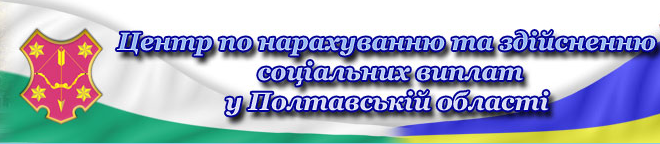 Центр по нарахуванню та здійсненню
соціальних виплат
у Полтавській області